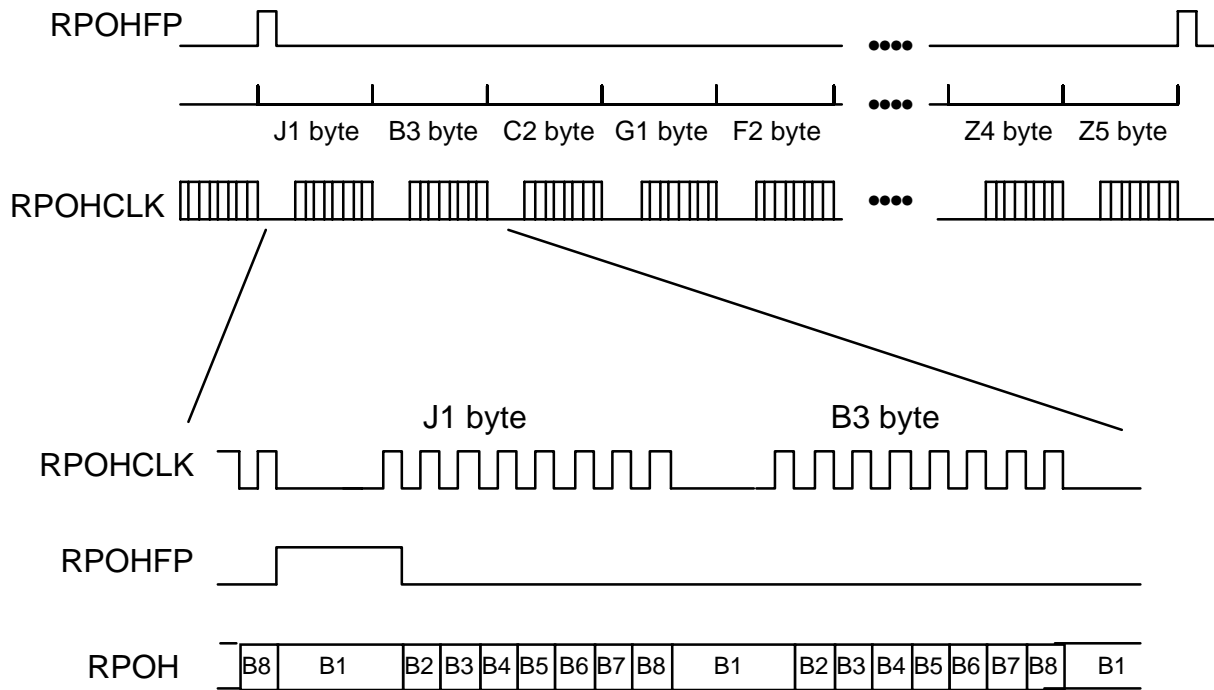 RPOHFP
J1 byte B3 byte C2 byte G1 byte F2 byte Z4 byte Z5 byte
RPOHCLK
J1 byte B3 byte
RPOHCLK
RPOHFP
RPOH B8 B1 B2 B3 B4 B5 B6 B7 B8 B1 B2 B3 B4 B5 B6 B7 B8 B1